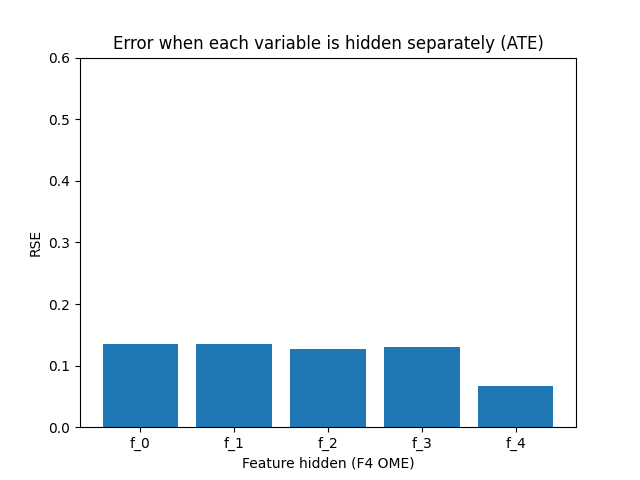 Error when each variable is hidden separately (ATE)
0.6
0.5
0.4
0.3
0.2
0.1
0.0
RSE
f_0 f_1 f_2 f_3 f_4
Feature hidden (F4 OME)